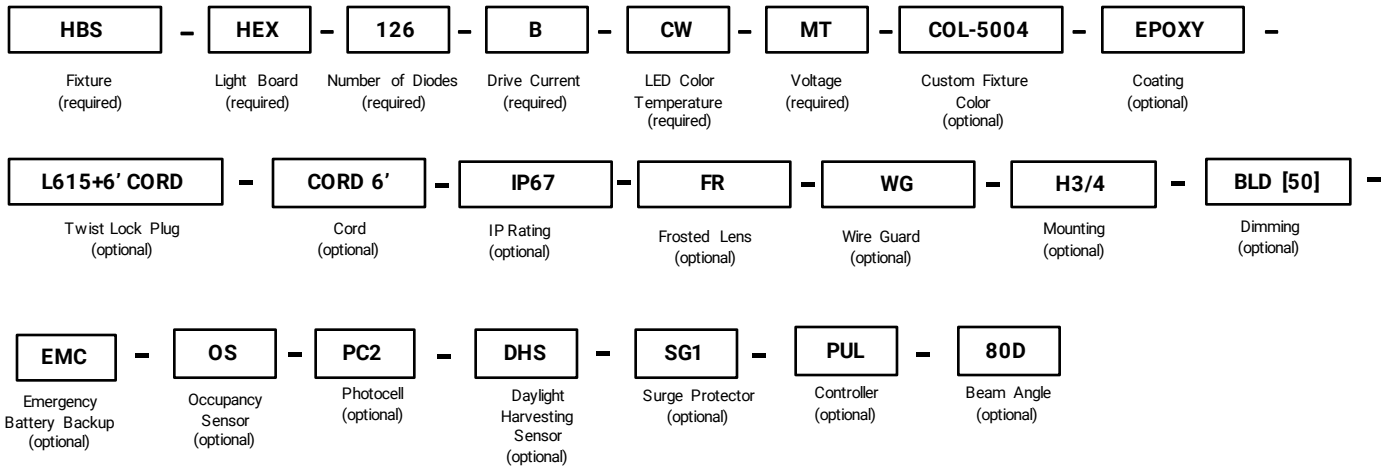 HBS – HEX – 126 – B – CW – MT – COL-5004 – EPOXY –
Fixture
(required)
Light Board
(required)
Number of Diodes
(required)
Drive Current
(required)
LED Color
Temperature
(required)
Voltage
(required)
Custom Fixture
Color
(optional)
Coating
(optional)
L615+6’ CORD – CORD 6’ – IP67 – FR – WG – H3/4 – BLD [50] –
Twist Lock Plug
(optional)
Cord
(optional)
IP Rating
(optional)
Frosted Lens
(optional)
Wire Guard
(optional)
Mounting
(optional)
Dimming
(optional)
EMC – OS – PC2 – DHS – SG1 – PUL – 80D
Emergency
Battery Backup
(optional)
Occupancy
Sensor
(optional)
Photocell
(optional)
Daylight
Harvesting
Sensor
(optional)
Surge Protector
(optional)
Controller
(optional)
Beam Angle
(optional)